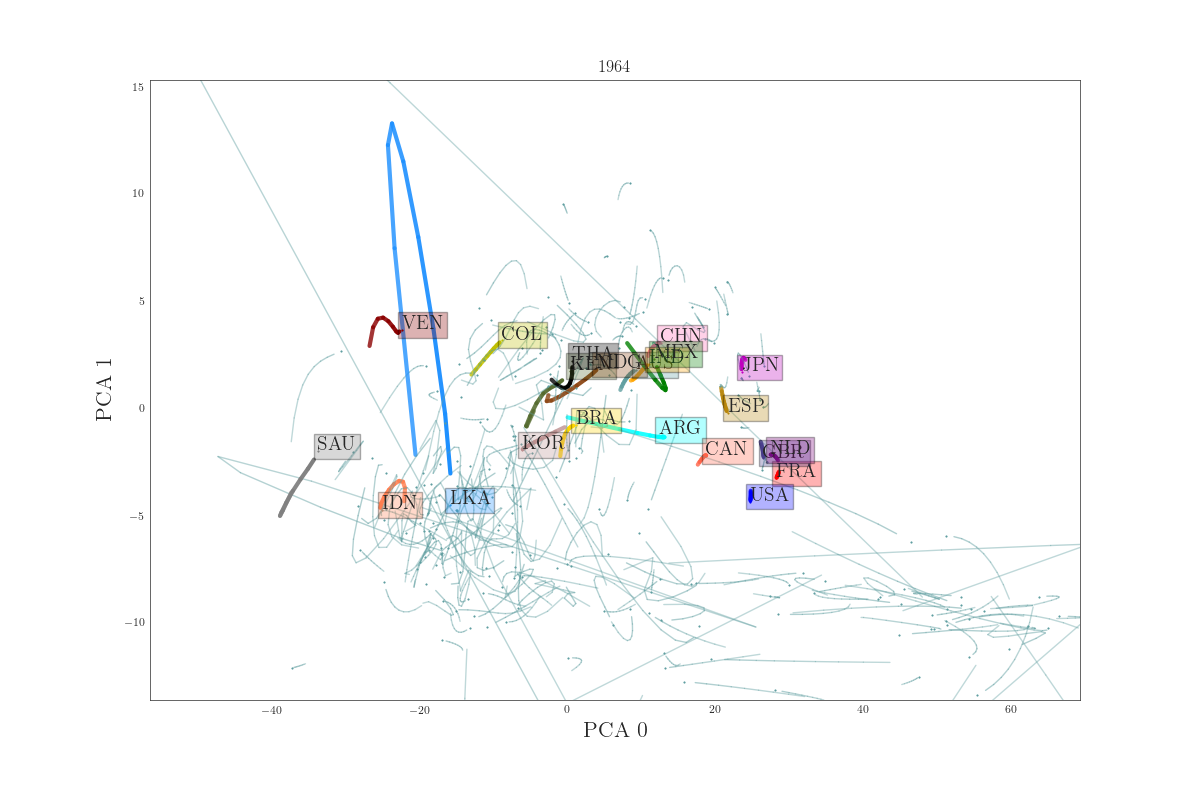 1964
PCA 1
15
10
5
0
−5
−10
VEN
COL
CHN
THA
MEX
JPN
ESP
BRA
ARG
SAU
KOR
CAN
NLD
GBR
FRA
IDN
LKA
USA
−40
−20
0
20
40
60
PCA 0